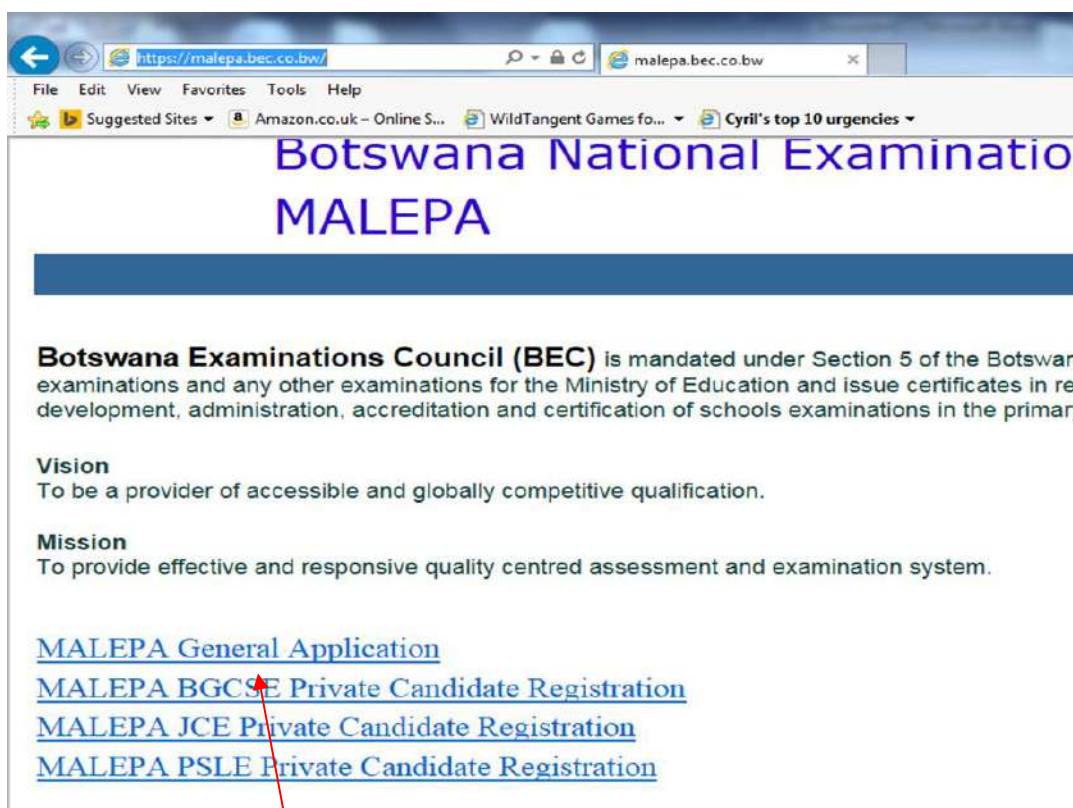 https://malepa.bec.co.bw/ malepa.bec.co.bw
File Edit View Favorites Tools Help
Suggested Sites Amazon.co.uk – Online S... WildTangent Games fo... Cyril's top 10 urgencies
Botswana National Examinatio
MALEPA
Botswana Examinations Council (BEC) is mandated under Section 5 of the Botswan
examinations and any other examinations for the Ministry of Education and issue certificates in re
development, administration, accreditation and certification of schools examinations in the primar
Vision
To be a provider of accessible and globally competitive qualification.
Mission
To provide effective and responsive quality centred assessment and examination system.
MALEPA General Application
MALEPA BGCSE Private Candidate Registration
MALEPA JCE Private Candidate Registration
MALEPA PSLE Private Candidate Registration